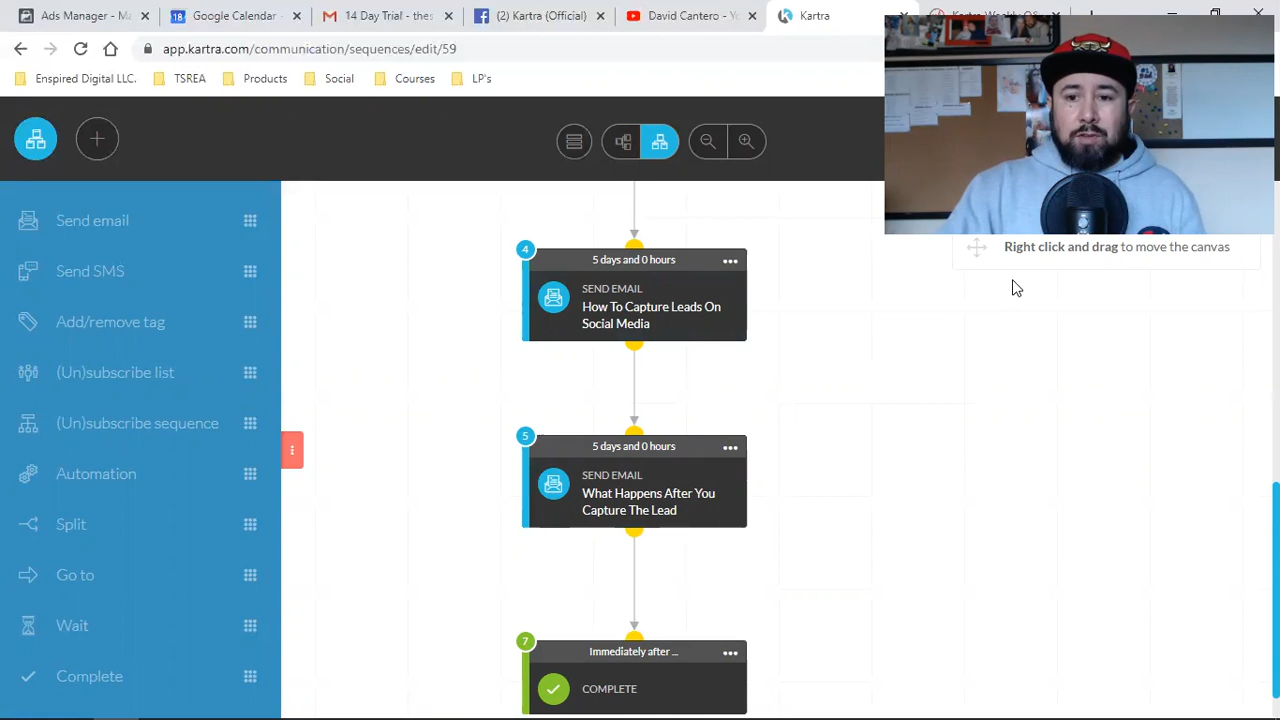 Ads Manager - Ma
18
Google Calendar
My Trial - the
(2) Kartra (Official)
David Cantero -
Kartra
app.kartra.com/communications/sequences/edit/59
Enspired Digital LLC.
TSREA
Products
Social
Courses
LP's
Send email
Send SMS
Add/remove tag
(Un)subscribe list
(Un)subscribe sequence
Automation
Split
Go to
Wait
Complete
Right click and drag to move the canvas
4
5 days and 0 hours
SEND EMAIL
How To Capture Leads On
Social Media
5
5 days and 0 hours
SEND EMAIL
What Happens After You
Capture The Lead
7
Immediately after ...
COMPLETE